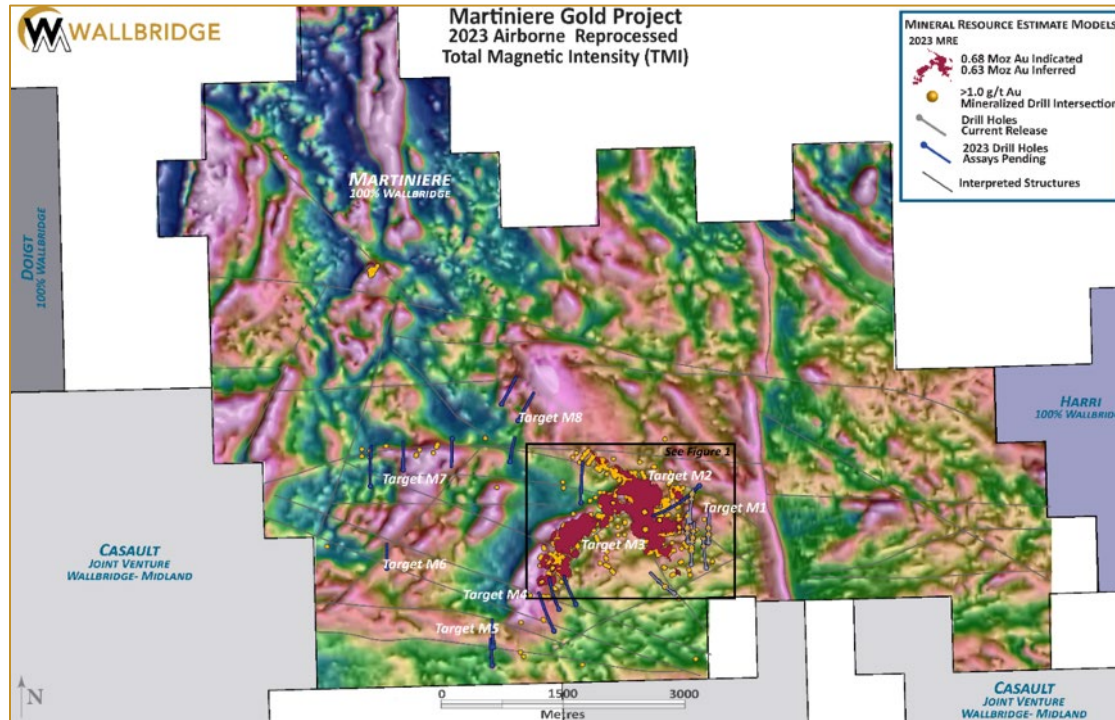 WALLBRIDGE
Martiniere Gold Project
2023 Airborne Reprocessed
Total Magnetic Intensity (TMI)
MINERAL RESOURCE ESTIMATE MODELS
2023 MRE
0.68 Moz Au Indicated
0.63 Moz Au Inferred
>1.0 g/t Au
Mineralized Drill Intersection
Drill Holes
Current Release
2023 Drill Holes
Assays Pending
Interpreted Structures
MARTINIERE
100% WALLBRIDGE
DOIGT
100% WALLBRIDGE
HARRI
100% WALLBRIDG
Target M8
See Figure 1
Target M7
Target M2
Target M1
Target M3
Target M6
Target M4
Target M5
CASAULT
JOINT VENTURE
WALLBRIDGE- MIDLAND
CASAULT
JOINT VENTURE
WALLBRIDGE-MIDLAND
N
0 1500 3000
Metres